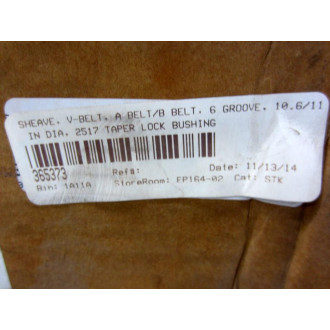 SHEAVE, V-BELT, A BELT/B BELT, 6 GROOVE, 10.6/11
IN DIA, 2517 TAPER LOCK BUSHING
365373 Ref#: Date: 11/13/14
Bin: 1A11A StoreRoom: EP164-02 Cat: STK